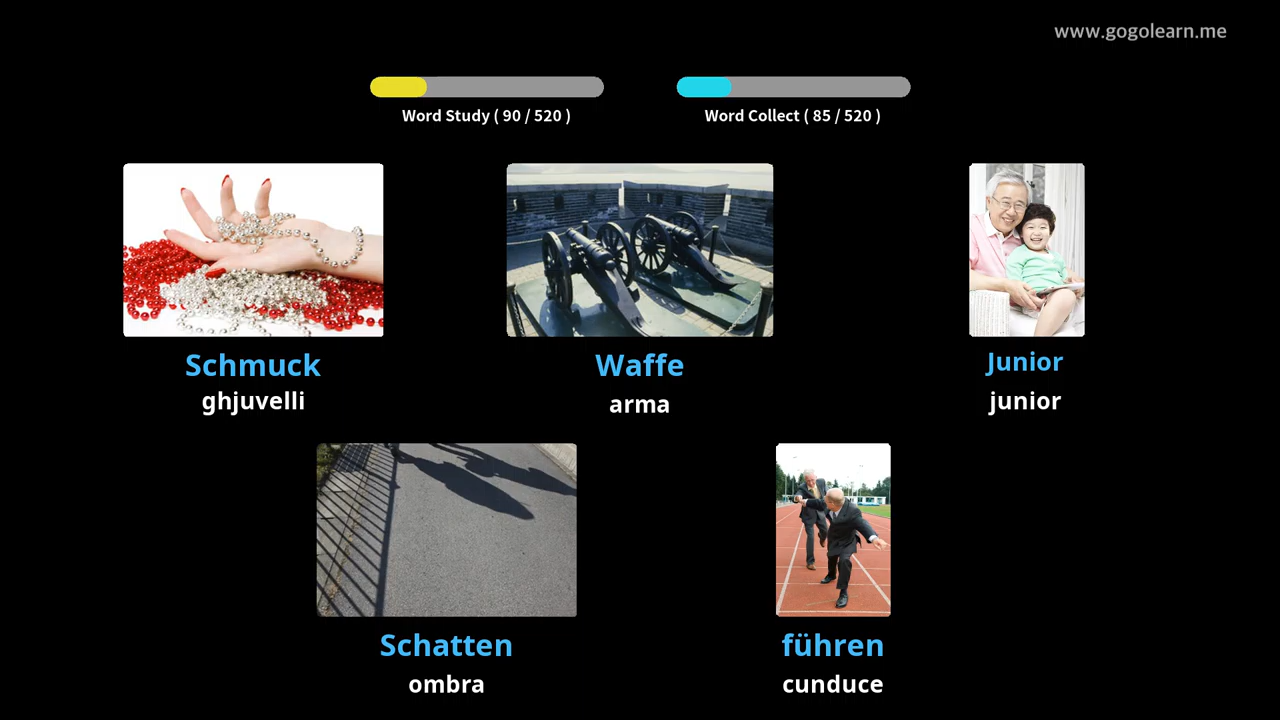 www.gogolearn.me
Word Study ( 90 / 520 )
Word Collect ( 85 / 520 )
Schmuck
ghjuvelli
Waffe
arma
Junior
junior
Schatten
ombra
führen
cunduce